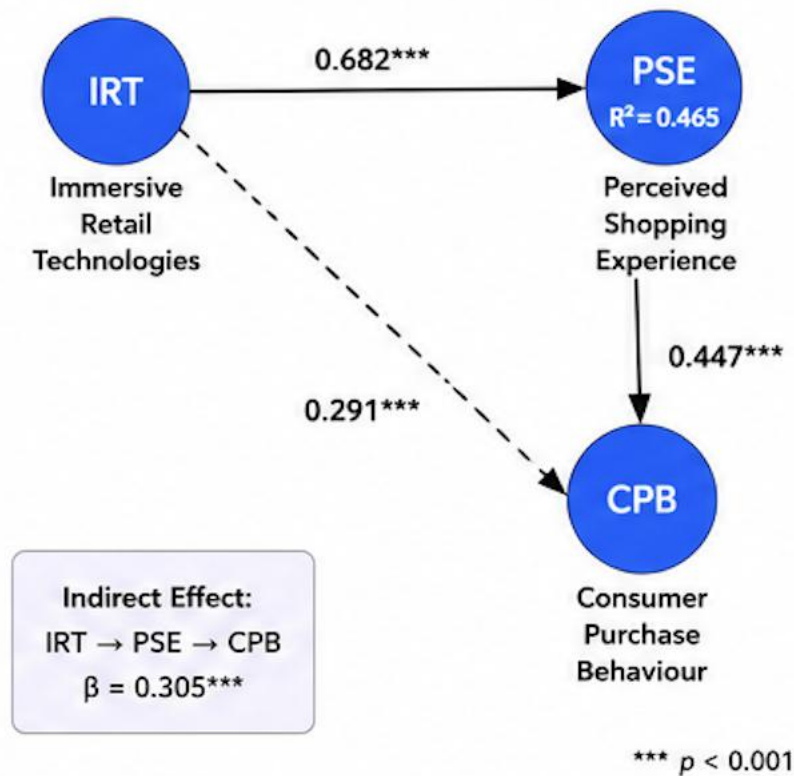 IRT
Immersive
Retail
Technologies
0.682***
PSE
R² = 0.465
Perceived
Shopping
Experience
0.447***
0.291***
CPB
Consumer
Purchase
Behaviour
Indirect Effect:
IRT → PSE → CPB
β = 0.305***
*** p < 0.001